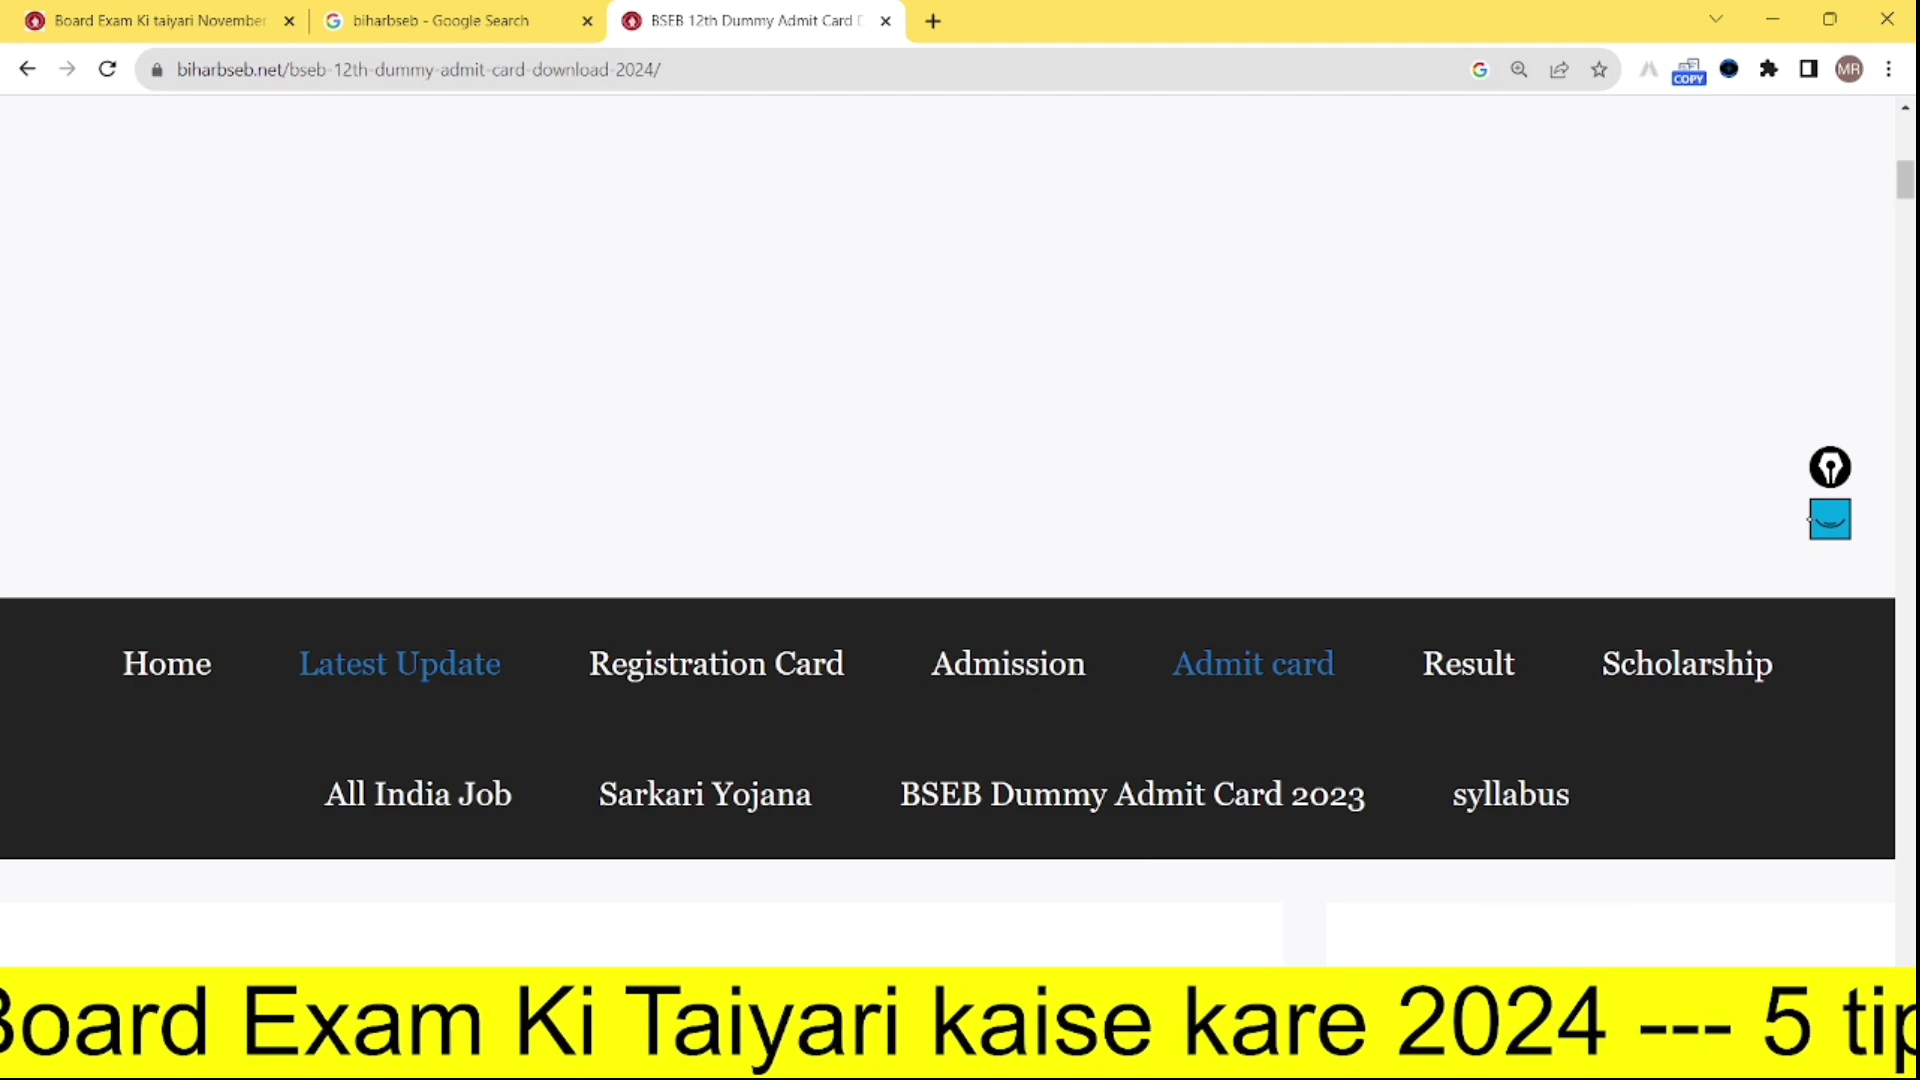 Board Exam Ki taiyari November
biharbseb - Google Search
BSEB 12th Dummy Admit Card
biharbseb.net/bseb-12th-dummy-admit-card-download-2024/
COPY
MR
Home Latest Update Registration Card Admission Admit card Result Scholarship
All India Job Sarkari Yojana BSEB Dummy Admit Card 2023 syllabus
Board Exam Ki Taiyari kaise kare 2024 --- 5 tip